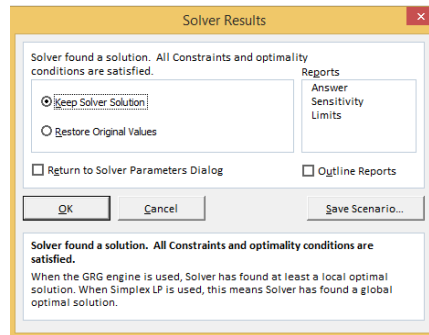 Solver Results
Solver found a solution. All Constraints and optimality
conditions are satisfied.
Reports
Answer
Sensitivity
Limits
Keep Solver Solution
Restore Original Values
Return to Solver Parameters Dialog
Outline Reports
OK
Cancel
Save Scenario...
Solver found a solution. All Constraints and optimality conditions are
satisfied.
When the GRG engine is used, Solver has found at least a local optimal
solution. When Simplex LP is used, this means Solver has found a global
optimal solution.